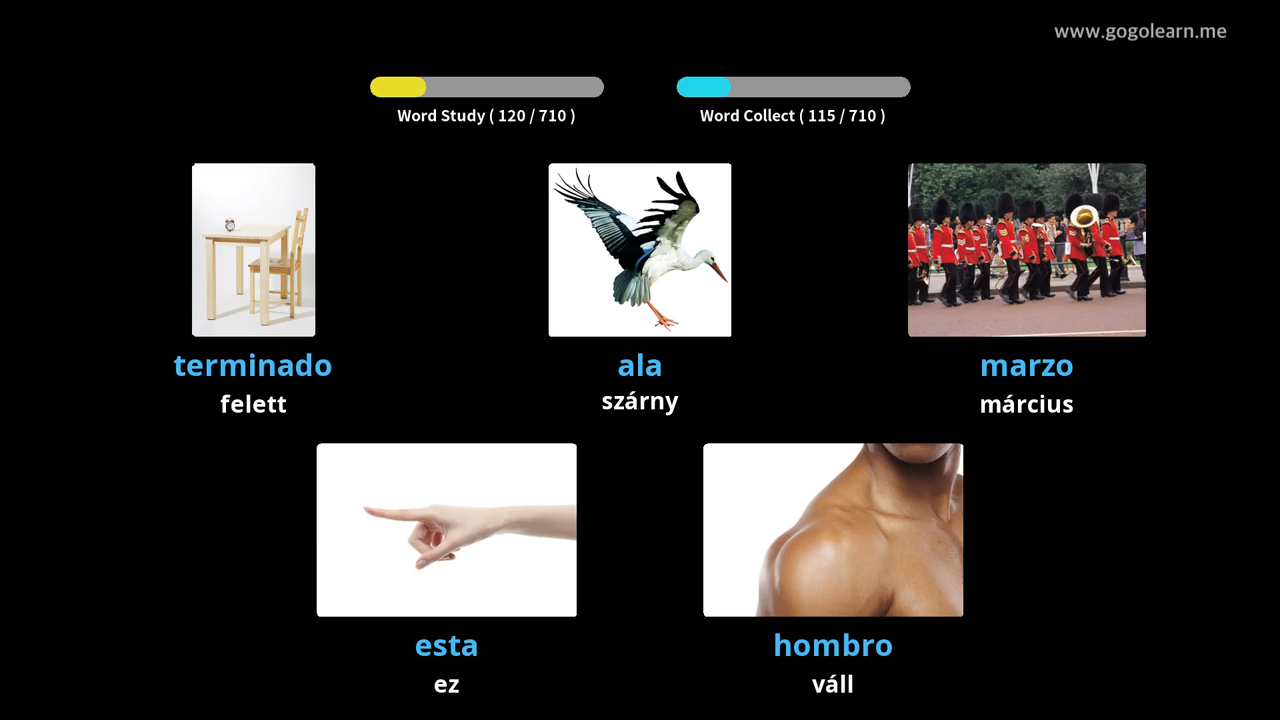 www.gogolearn.me
Word Study ( 120 / 710 )
Word Collect ( 115 / 710 )
terminado
felett
ala
szárny
marzo
március
esta
ez
hombro
váll